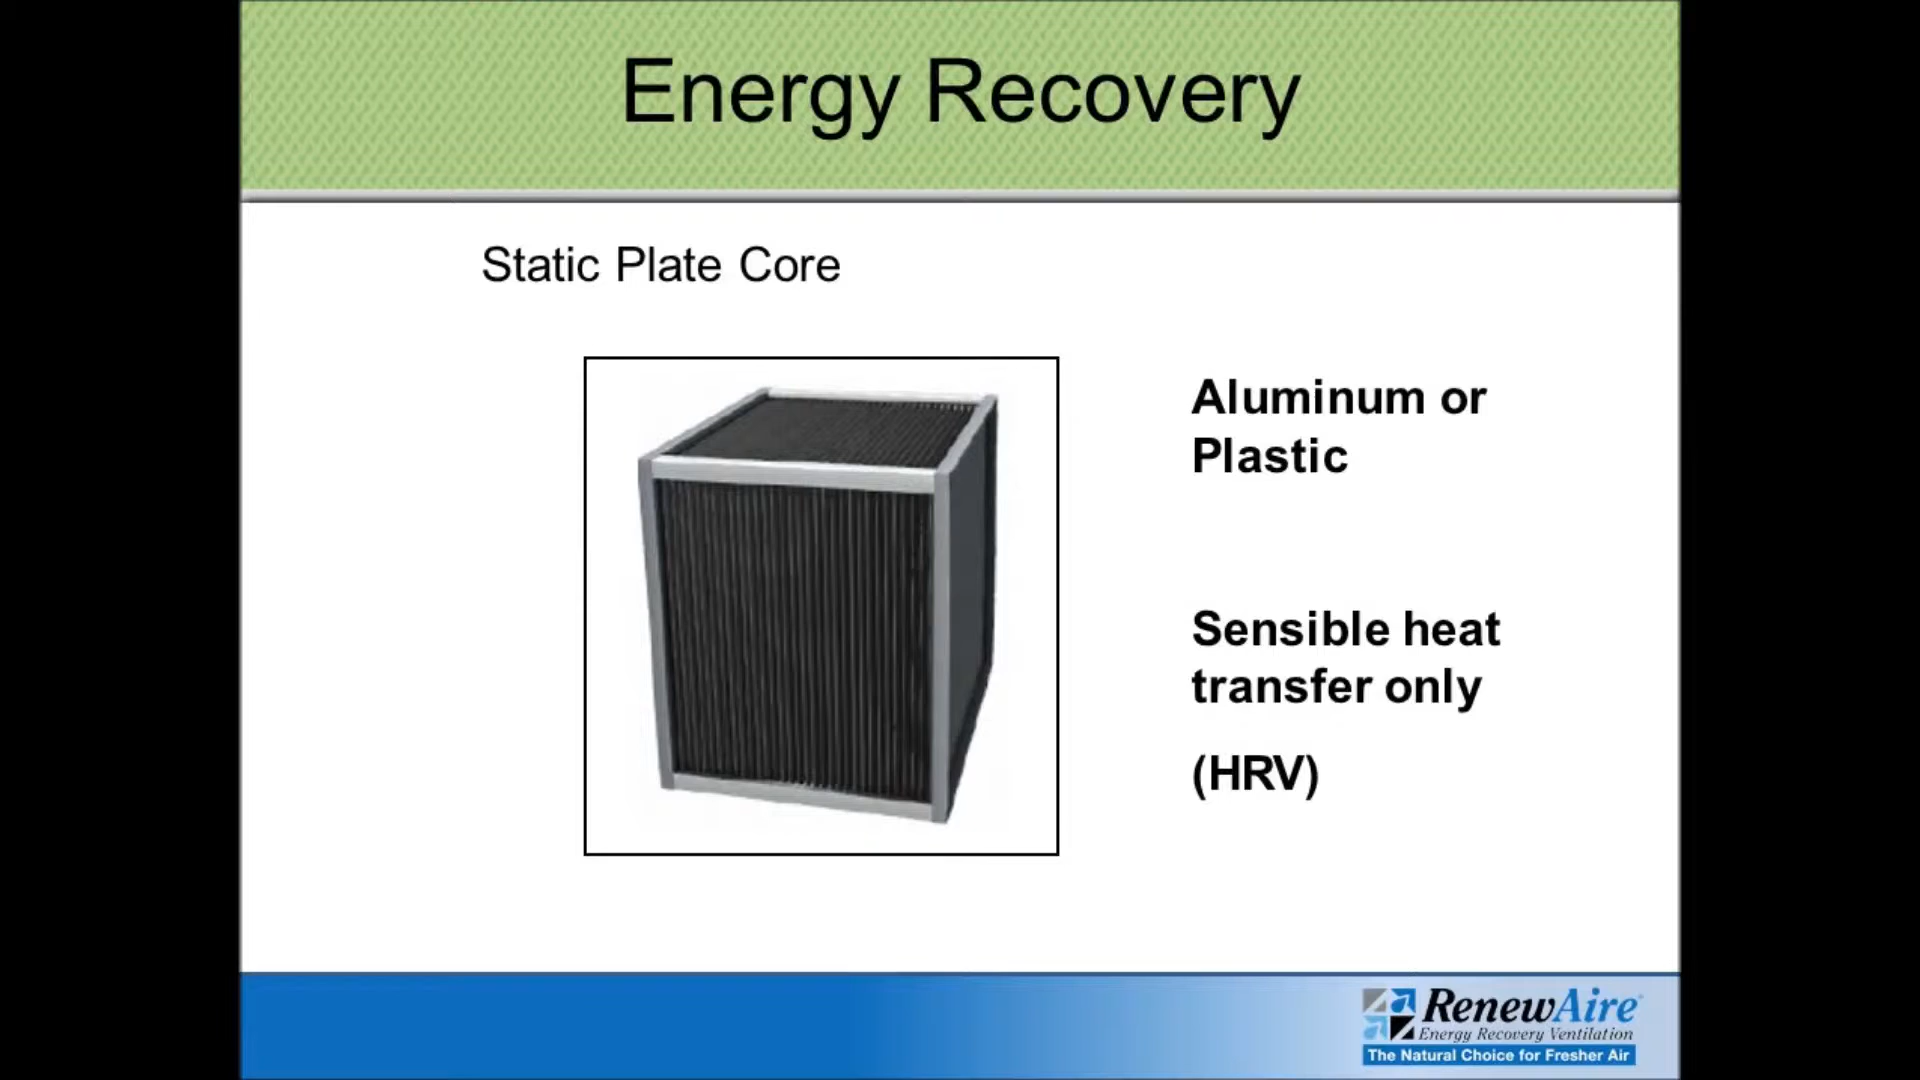 Energy Recovery
Static Plate Core
Aluminum or
Plastic
Sensible heat
transfer only
(HRV)
RenewAire
Energy Recovery Ventilation
The Natural Choice for Fresher Air